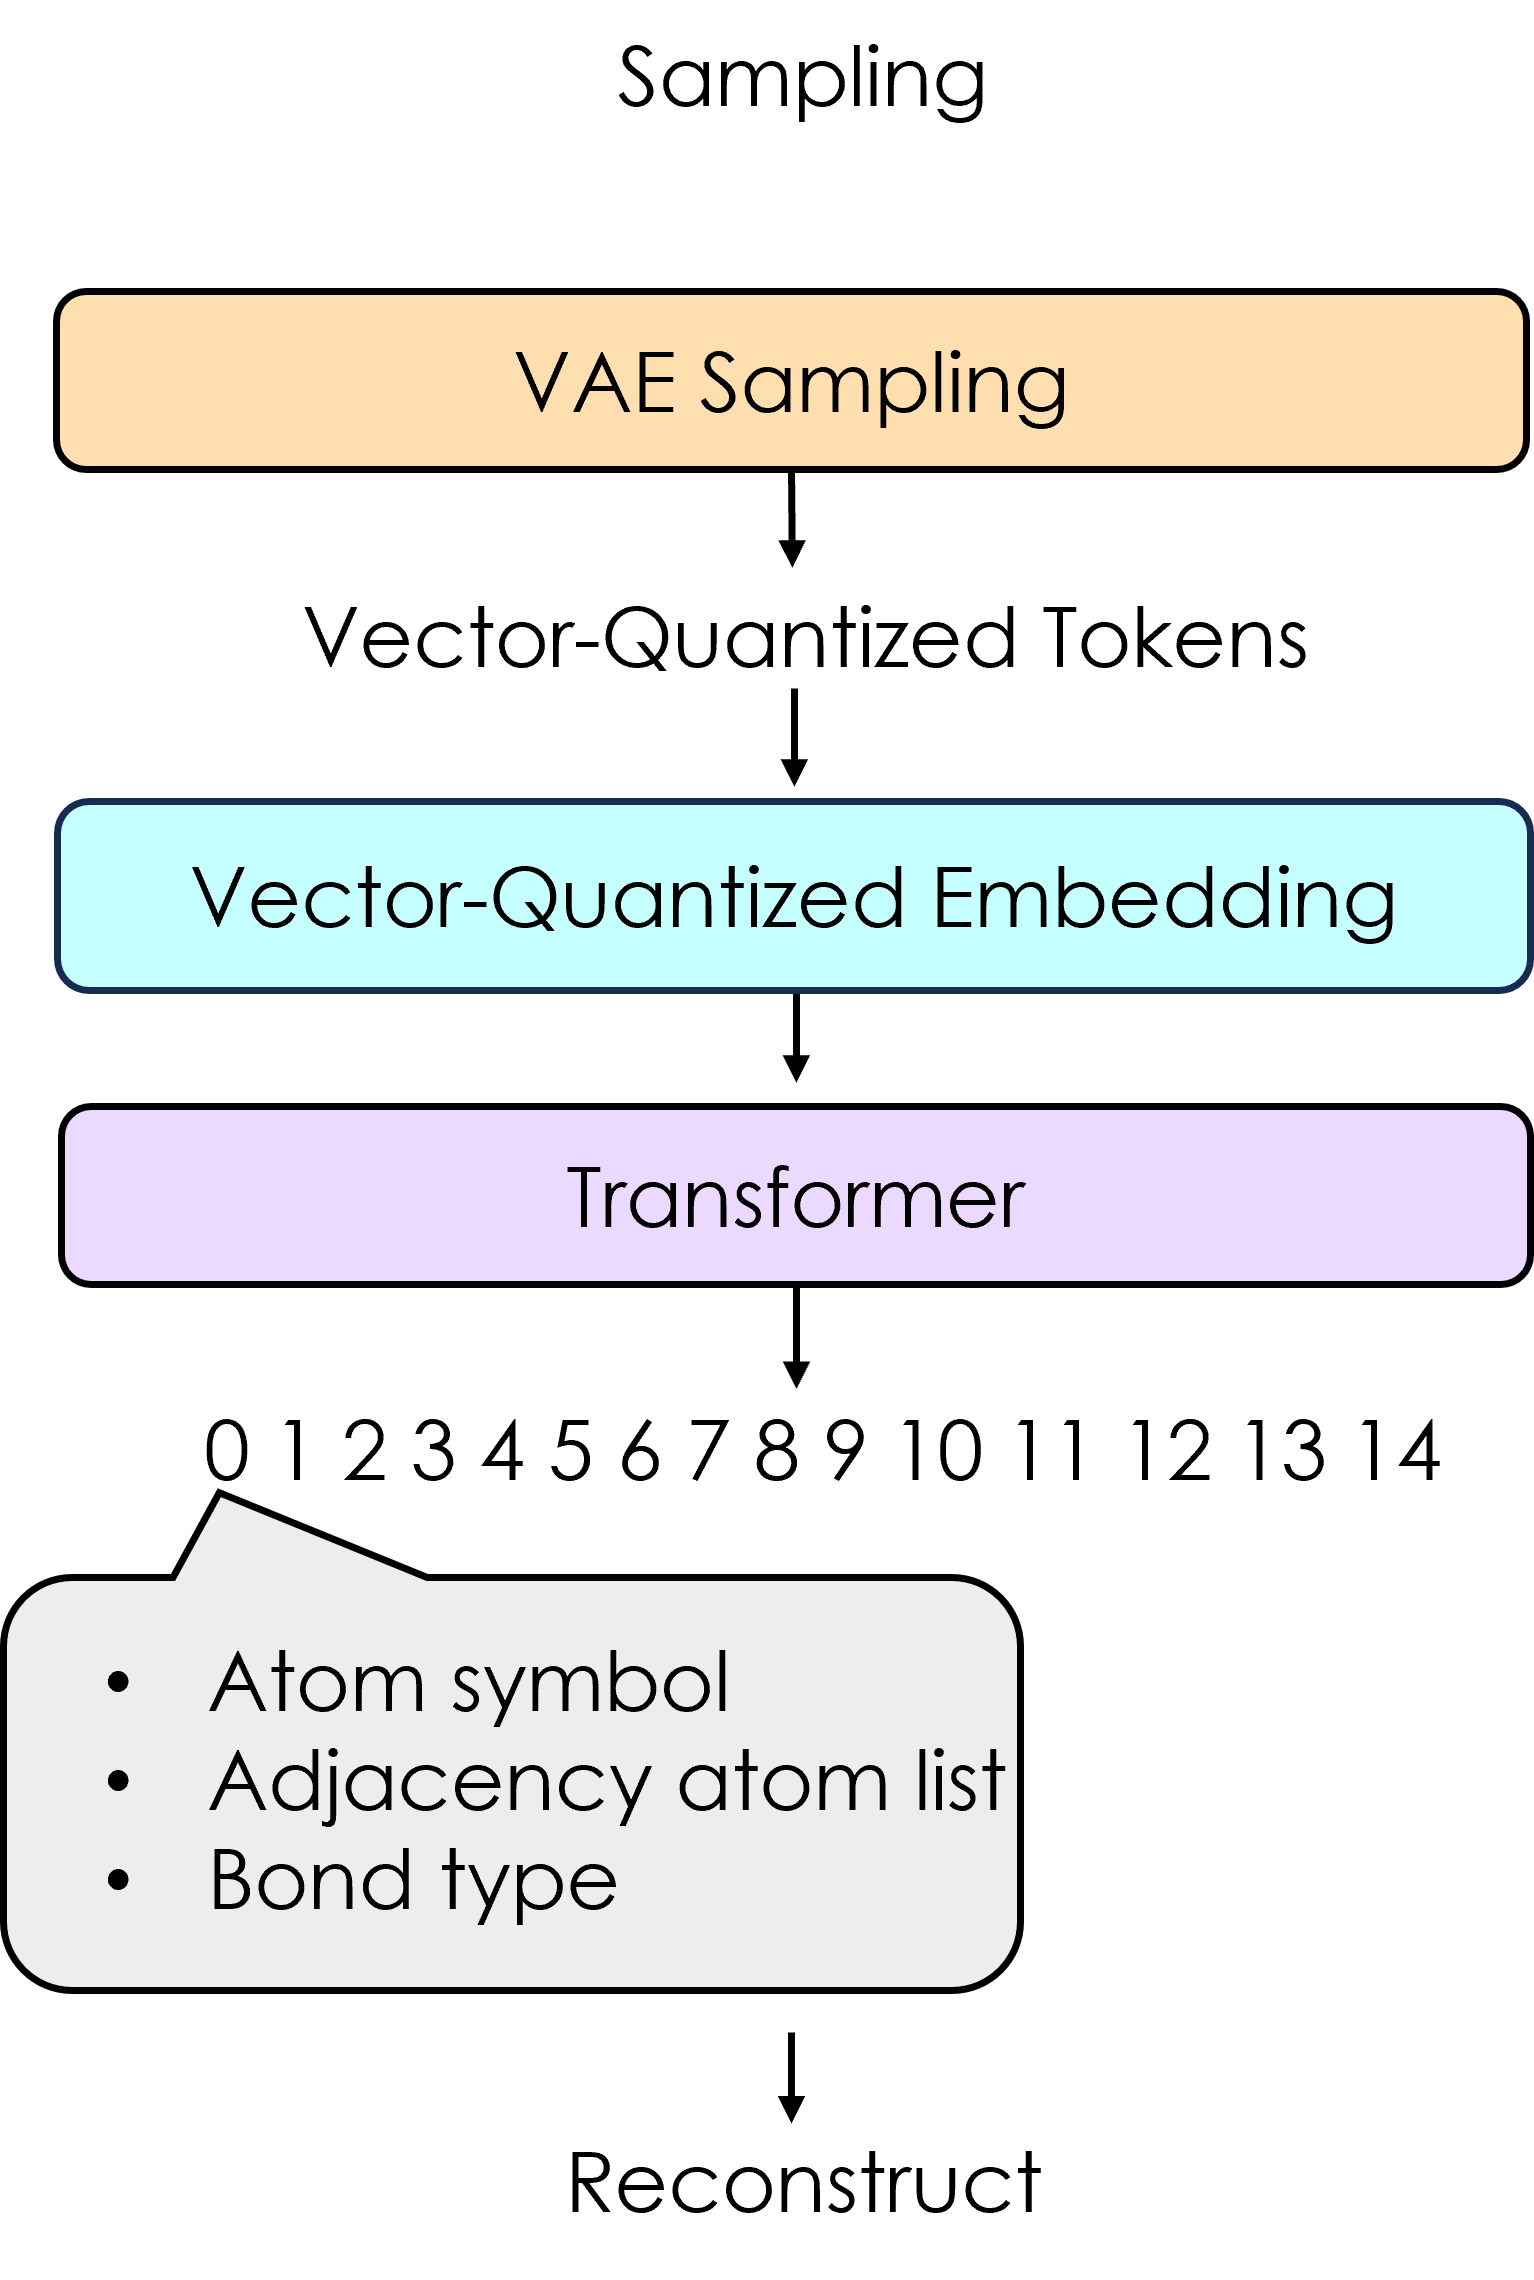 Sampling
VAE Sampling
Vector-Quantized Tokens
Vector-Quantized Embedding
Transformer
0 1 2 3 4 5 6 7 8 9 10 11 12 13 14
• Atom symbol
• Adjacency atom list
• Bond type
Reconstruct